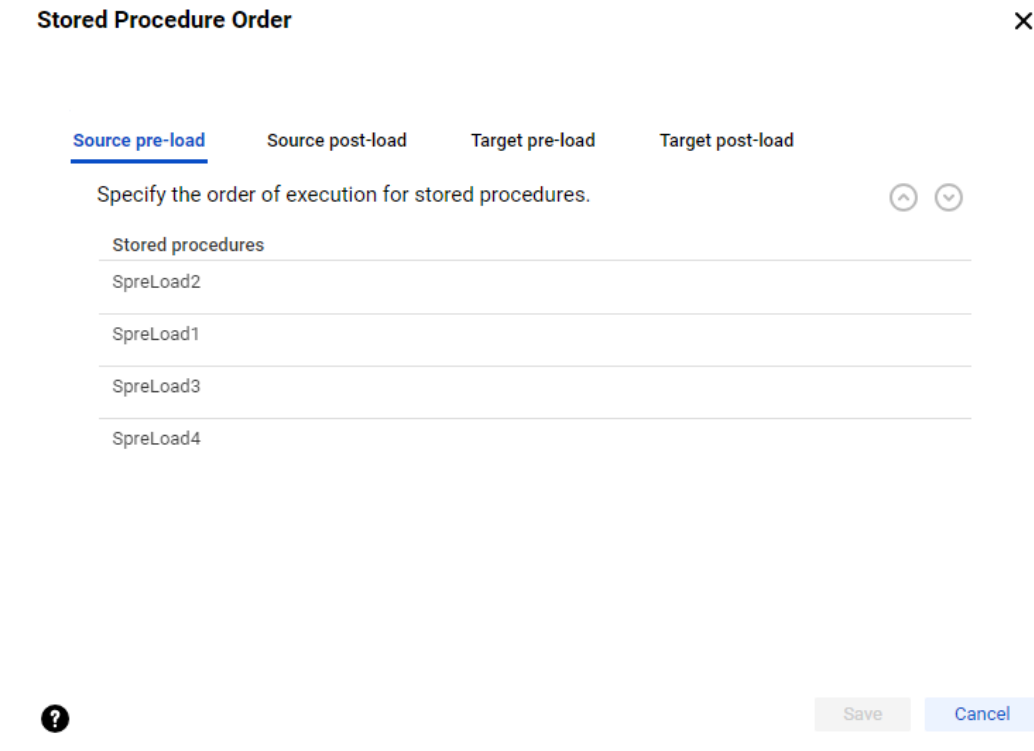 Stored Procedure Order
Source pre-load Source post-load Target pre-load Target post-load
Specify the order of execution for stored procedures.
Stored procedures
SpreLoad2
SpreLoad1
SpreLoad3
SpreLoad4
Save Cancel